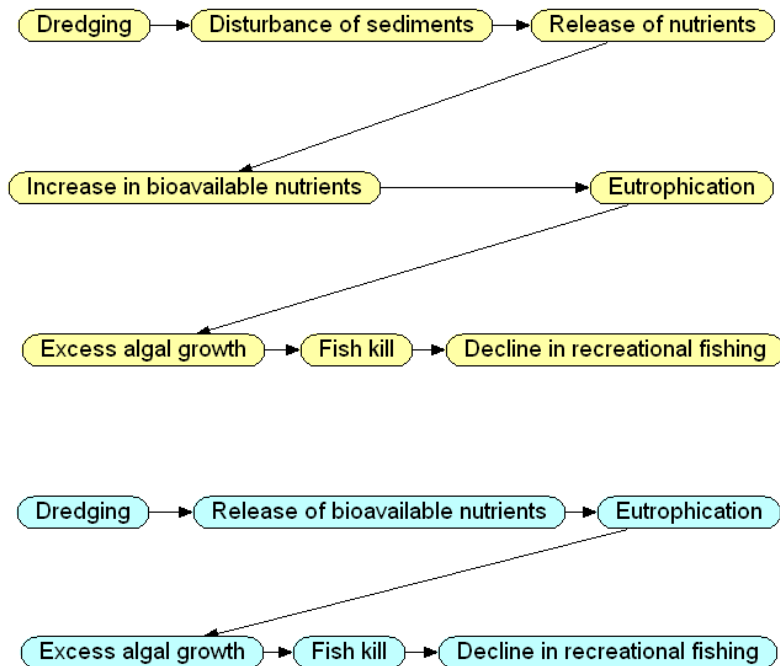 Dredging
Disturbance of sediments
Release of nutrients
Increase in bioavailable nutrients
Eutrophication
Excess algal growth
Fish kill
Decline in recreational fishing
Dredging
Release of bioavailable nutrients
Eutrophication
Excess algal growth
Fish kill
Decline in recreational fishing